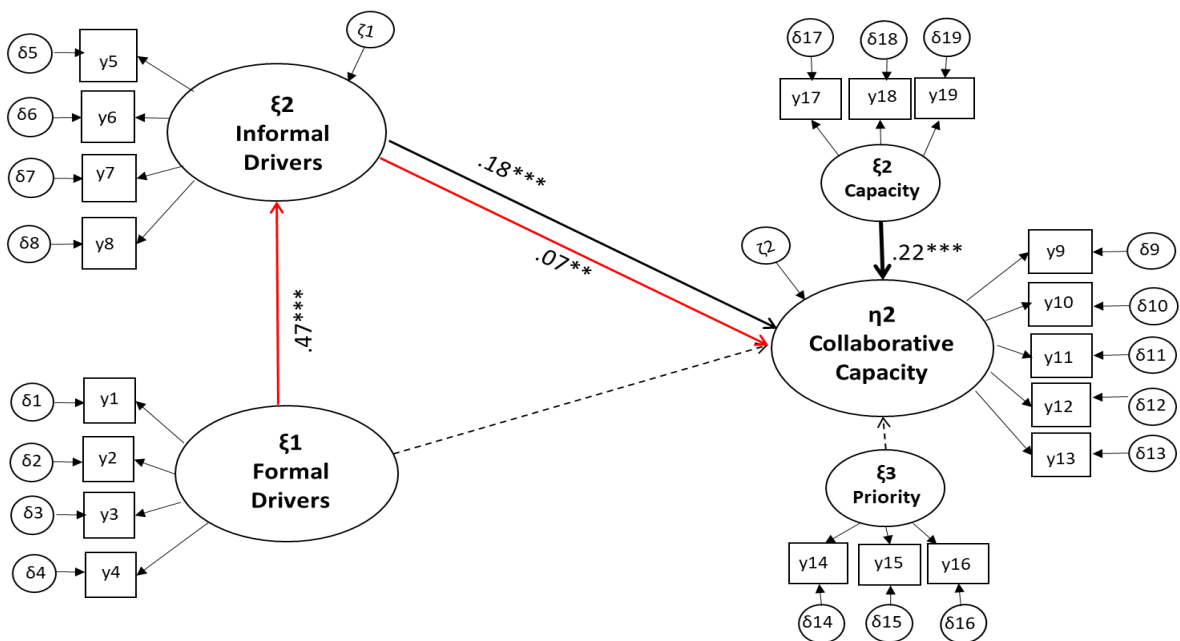 ζ1
δ5
y5
δ6
y6
δ7
y7
δ8
y8
ξ2
Informal
Drivers
.18***
.07**
.47***
δ1
y1
δ2
y2
δ3
y3
δ4
y4
ξ1
Formal
Drivers
δ17
δ18
δ19
y17
y18
y19
ξ2
Capacity
.22***
ζ2
η2
Collaborative
Capacity
y9
δ9
y10
δ10
y11
δ11
y12
δ12
y13
δ13
ξ3
Priority
y14
y15
y16
δ14
δ15
δ16